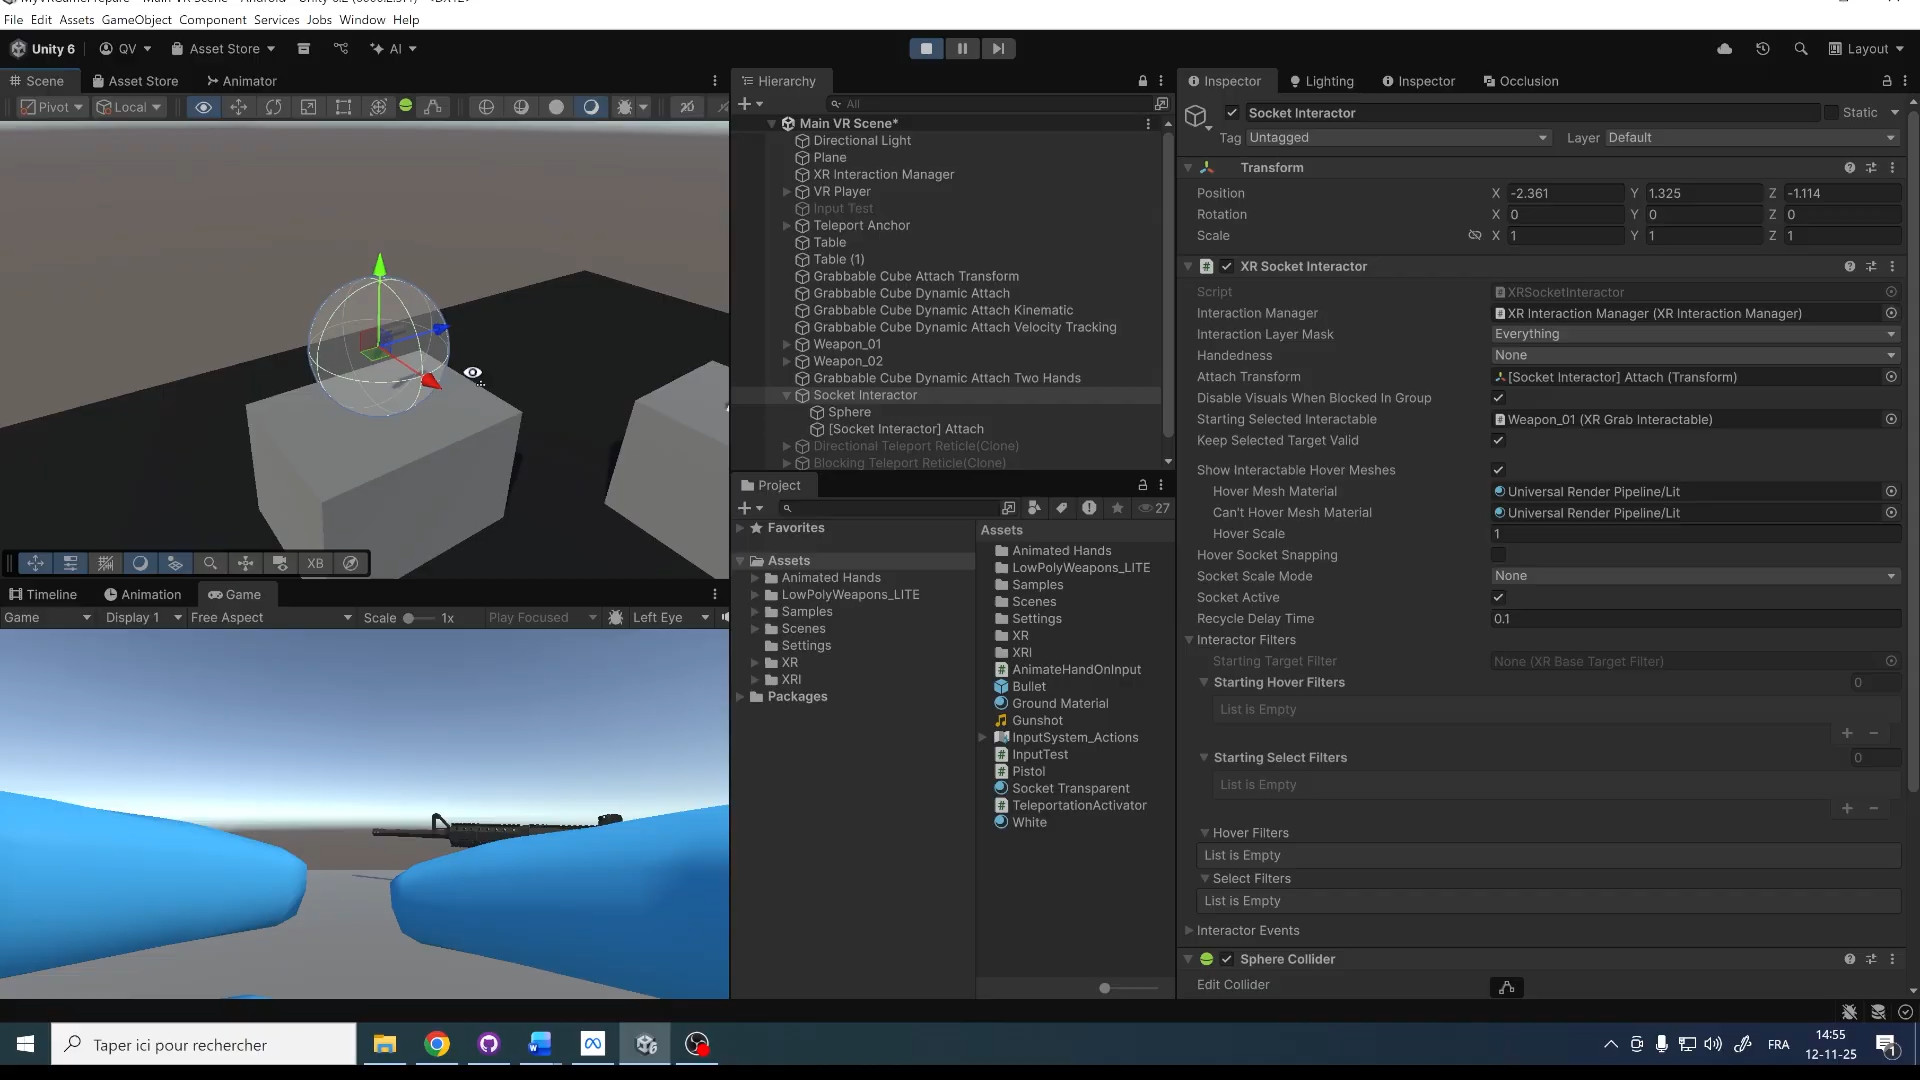 File Edit Assets GameObject Component Services Jobs Window Help
Unity 6 QV Asset Store AI Layout
Scene Asset Store Animator
Pivot Local 2D
XB
Timeline Animation Game
Game Display 1 Free Aspect Scale 1x Play Focused Left Eye
Hierarchy
All
Main VR Scene*
Directional Light
Plane
XR Interaction Manager
VR Player
Input Test
Teleport Anchor
Table
Table (1)
Grabbable Cube Attach Transform
Grabbable Cube Dynamic Attach
Grabbable Cube Dynamic Attach Kinematic
Grabbable Cube Dynamic Attach Velocity Tracking
Weapon_01
Weapon_02
Grabbable Cube Dynamic Attach Two Hands
Socket Interactor
Sphere
[Socket Interactor] Attach
Directional Teleport Reticle(Clone)
Blocking Teleport Reticle(Clone)
Project
27
Favorites
Assets
Animated Hands
LowPolyWeapons_LITE
Samples
Scenes
Settings
XR
XRI
Packages
Assets
Animated Hands
LowPolyWeapons_LITE
Samples
Scenes
Settings
XR
XRI
AnimateHandOnInput
Bullet
Ground Material
Gunshot
InputSystem_Actions
InputTest
Pistol
Socket Transparent
TeleportationActivator
White
Inspector Lighting Inspector Occlusion
Socket Interactor Static
Tag Untagged Layer Default
Transform
Position X -2.361 Y 1.325 Z -1.114
Rotation X 0 Y 0 Z 0
Scale X 1 Y 1 Z 1
XR Socket Interactor
Script XRSocketInteractor
Interaction Manager XR Interaction Manager (XR Interaction Manager)
Interaction Layer Mask Everything
Handedness None
Attach Transform [Socket Interactor] Attach (Transform)
Disable Visuals When Blocked In Group
Starting Selected Interactable Weapon_01 (XR Grab Interactable)
Keep Selected Target Valid
Show Interactable Hover Meshes
Hover Mesh Material Universal Render Pipeline/Lit
Can't Hover Mesh Material Universal Render Pipeline/Lit
Hover Scale 1
Hover Socket Snapping
Socket Scale Mode None
Socket Active
Recycle Delay Time 0.1
Interactor Filters
Starting Target Filter None (XR Base Target Filter)
Starting Hover Filters 0
List is Empty
Starting Select Filters 0
List is Empty
Hover Filters
List is Empty
Select Filters
List is Empty
Interactor Events
Sphere Collider
Edit Collider
Taper ici pour rechercher
FRA
14:55
12-11-25
1